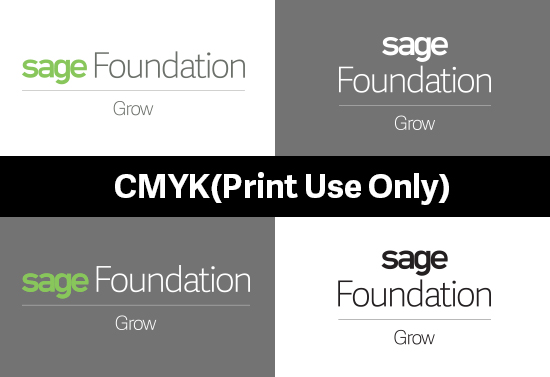 sage Foundation
Grow
sage
Foundation
Grow
CMYK(Print Use Only)
sage Foundation
Grow
sage
Foundation
Grow